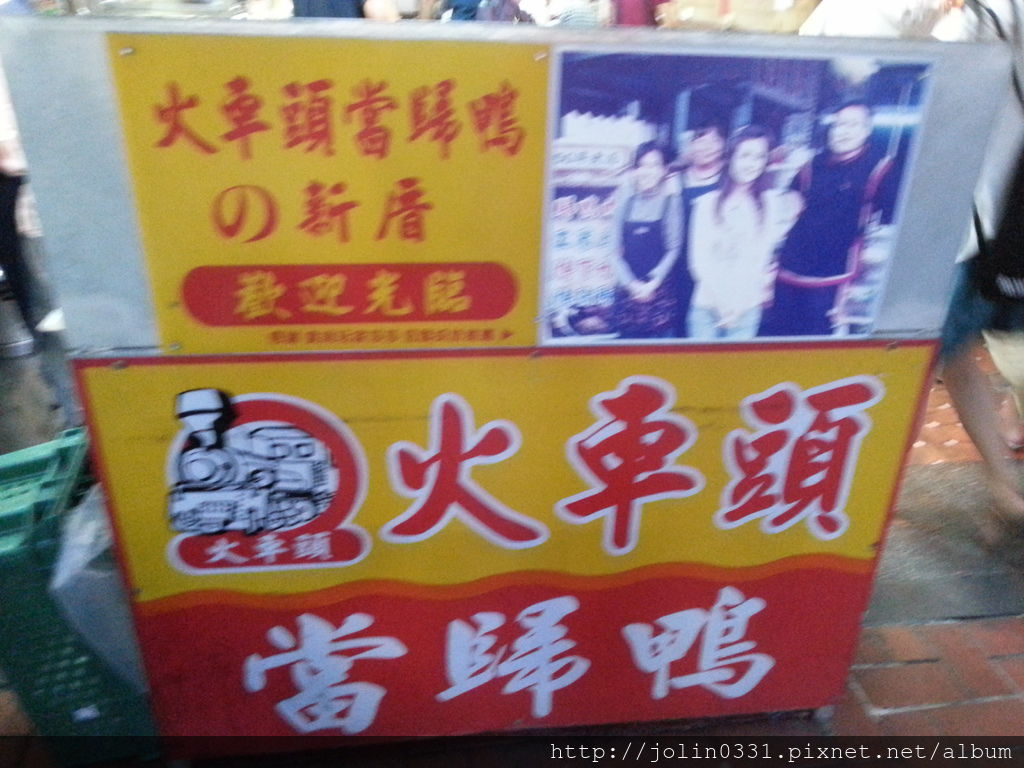 火車頭當歸鴨
の新厝
歡迎光臨
火車頭
火車頭
當歸鴨
http://jolin0331.pixnet.net/album